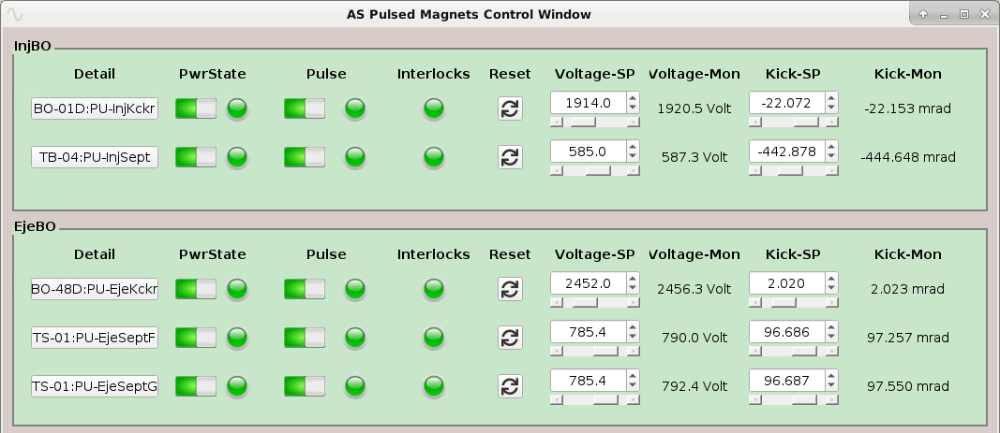 AS Pulsed Magnets Control Window
InjBO
Detail PwrState Pulse Interlocks Reset Voltage-SP Voltage-Mon Kick-SP Kick-Mon
BO-01D:PU-InjKckr 1914.0 1920.5 Volt -22.072 -22.153 mrad
TB-04:PU-InjSept 585.0 587.3 Volt -442.878 -444.648 mrad
EjeBO
Detail PwrState Pulse Interlocks Reset Voltage-SP Voltage-Mon Kick-SP Kick-Mon
BO-48D:PU-EjeKckr 2452.0 2456.3 Volt 2.020 2.023 mrad
TS-01:PU-EjeSeptF 785.4 790.0 Volt 96.686 97.257 mrad
TS-01:PU-EjeSeptG 785.4 792.4 Volt 96.687 97.550 mrad